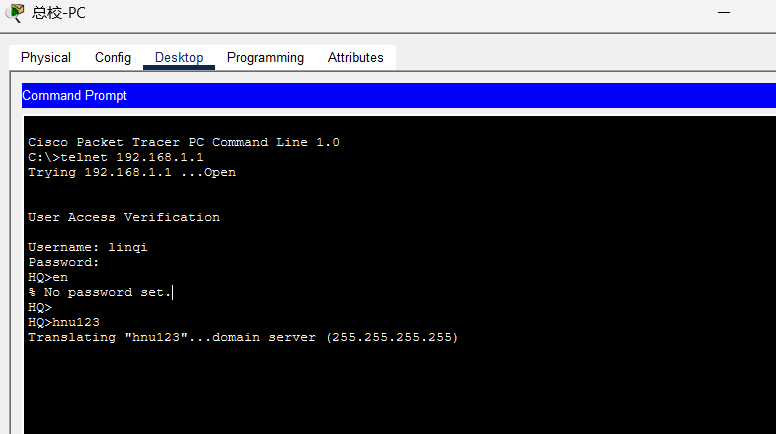 总校-PC
Physical Config Desktop Programming Attributes
Command Prompt
Cisco Packet Tracer PC Command Line 1.0
C:\>telnet 192.168.1.1
Trying 192.168.1.1 ...Open
User Access Verification
Username: linqi
Password:
HQ>en
% No password set.
HQ>
HQ>hnu123
Translating "hnu123"...domain server (255.255.255.255)